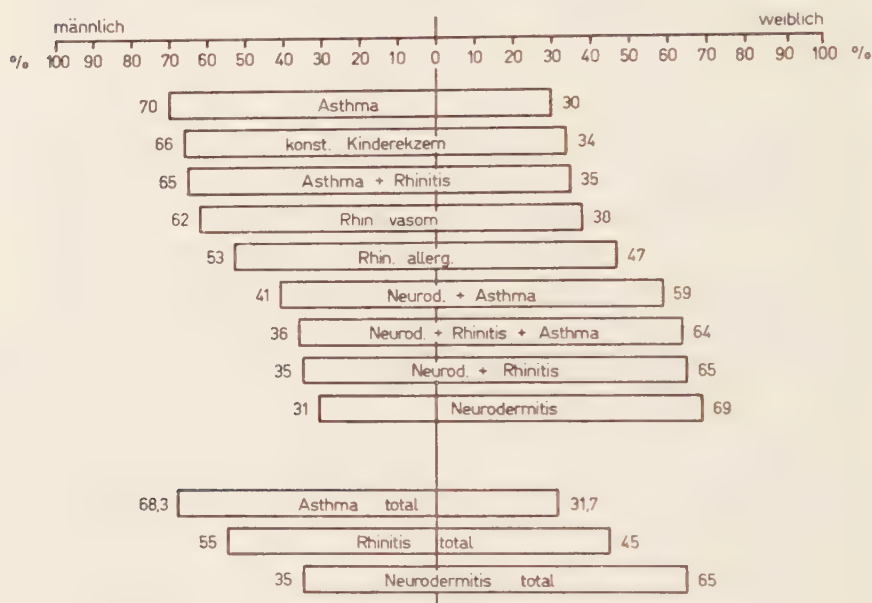 männlich weiblich
% 100 90 80 70 60 50 40 30 20 10 0 10 20 30 40 50 60 70 80 90 100 %
70 Asthma 30
66 konst. Kinderekzem 34
65 Asthma + Rhinitis 35
62 Rhin vasom 38
53 Rhin. allerg. 47
41 Neurod. + Asthma 59
36 Neurod. + Rhinitis + Asthma 64
35 Neurod. + Rhinitis 65
31 Neurodermitis 69
68,3 Asthma total 31,7
55 Rhinitis total 45
35 Neurodermitis total 65